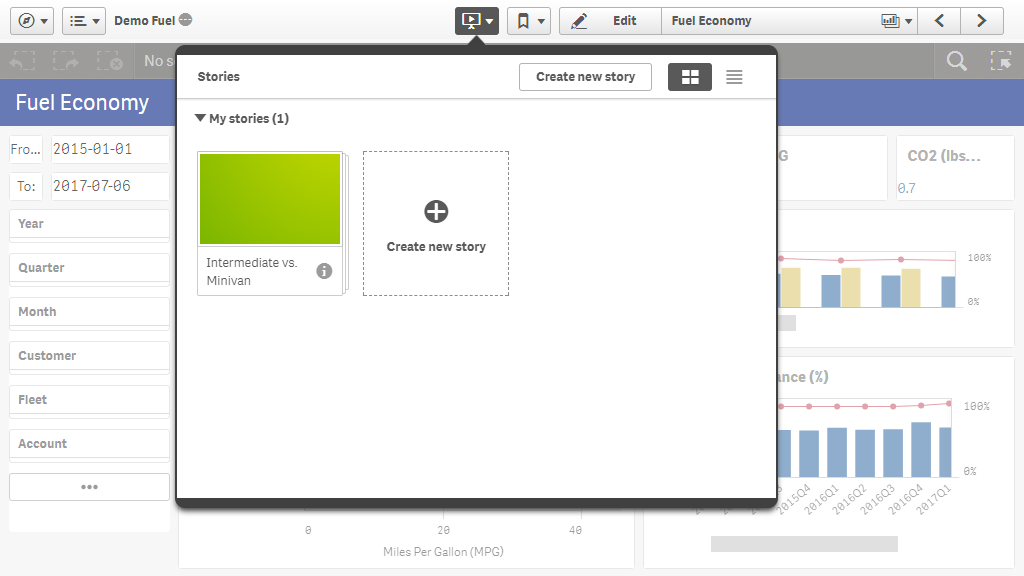 Demo Fuel
Edit
Fuel Economy
No s
Fuel Economy
Stories
Create new story
My stories (1)
Intermediate vs.
Minivan
Create new story
Fro...
2015-01-01
To:
2017-07-06
Year
Quarter
Month
Customer
Fleet
Account
G
CO2 (lbs...
0.7
100%
0%
nce (%)
100%
0%
2015Q4
2016Q1
2016Q2
2016Q3
2016Q4
2017Q1
0
20
40
Miles Per Gallon (MPG)